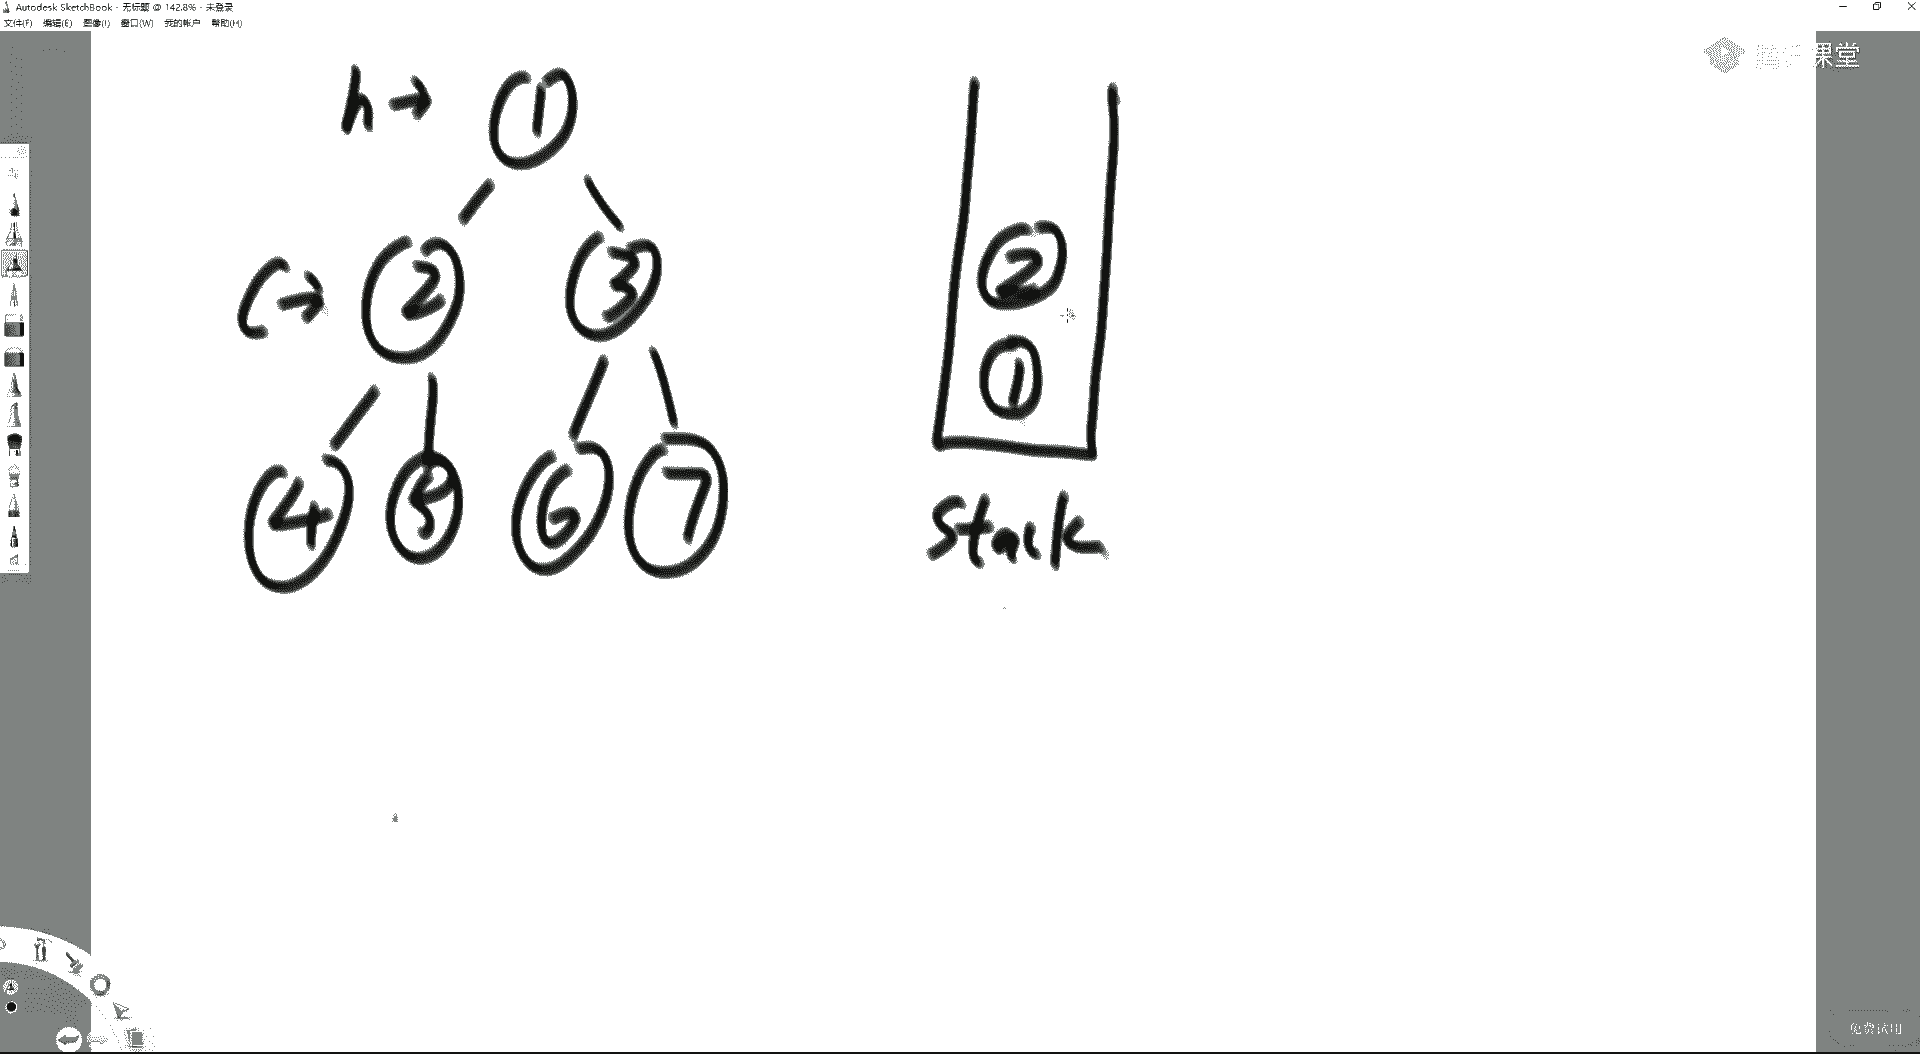 Autodesk SketchBook - 无标题 @ 142.8% - 未登录
文件(F) 编辑(E) 图像(I) 窗口(W) 我的帐户 帮助(H)
腾讯课堂
h→ 1
c→ 2 3
4 5 6 7
2
1
Stack
免费试用